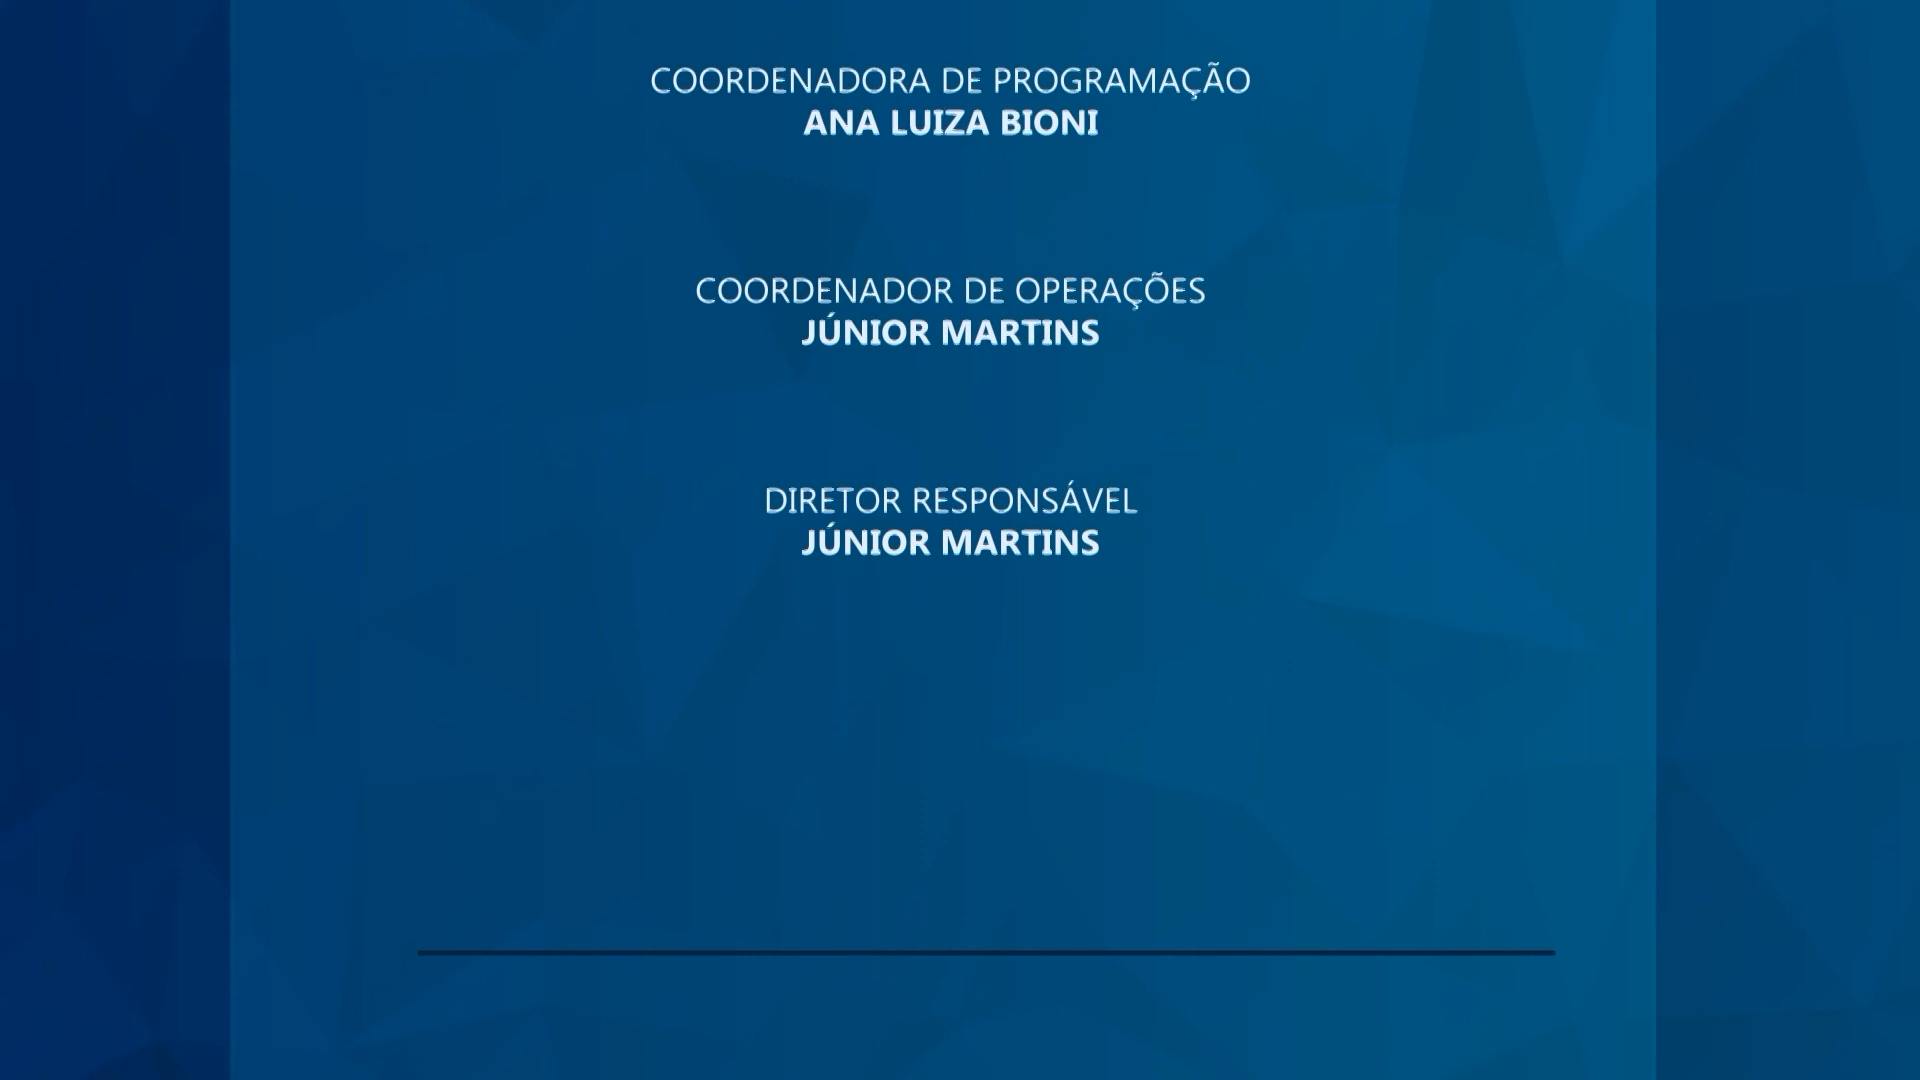 COORDENADORA DE PROGRAMAÇÃO
ANA LUIZA BIONI
COORDENADOR DE OPERAÇÕES
JÚNIOR MARTINS
DIRETOR RESPONSÁVEL
JÚNIOR MARTINS